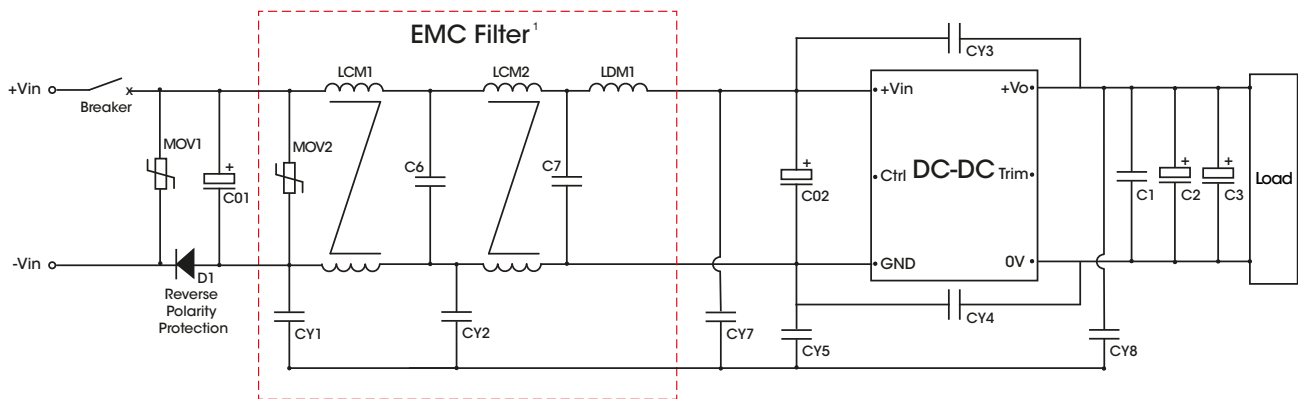 EMC Filter¹
LCM1
LCM2
LDM1
CY3
+Vin
Breaker
x
+Vin
+Vo
MOV1
MOV2
+
C01
C6
C7
+
C02
Ctrl
DC-DC
Trim
C1
+
C2
+
C3
Load
-Vin
D1
Reverse
Polarity
Protection
GND
0V
CY1
CY2
CY7
CY5
CY4
CY8